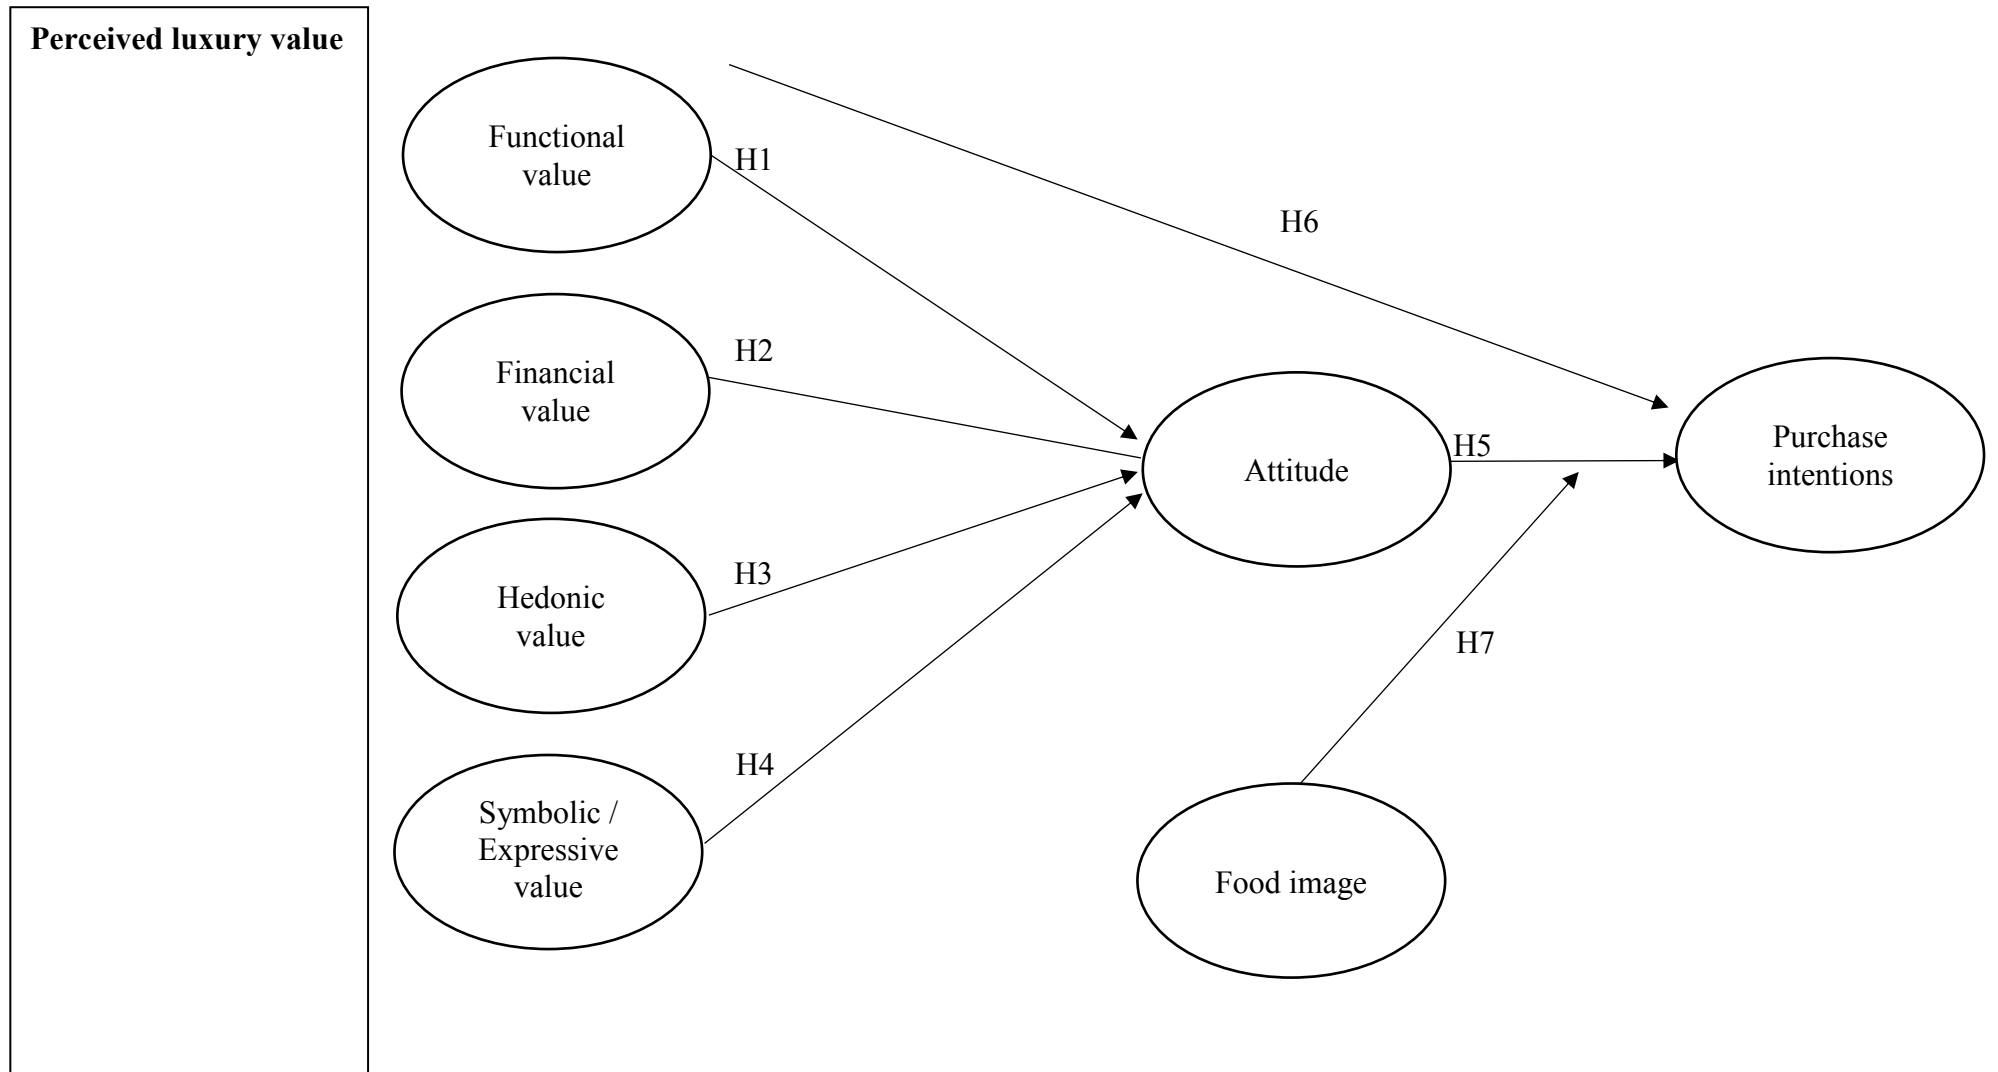 Perceived luxury value
Functional
value
H1
H6
Financial
value
H2
Hedonic
value
H3
Symbolic /
Expressive
value
H4
Attitude
H5
Purchase
intentions
H7
Food image